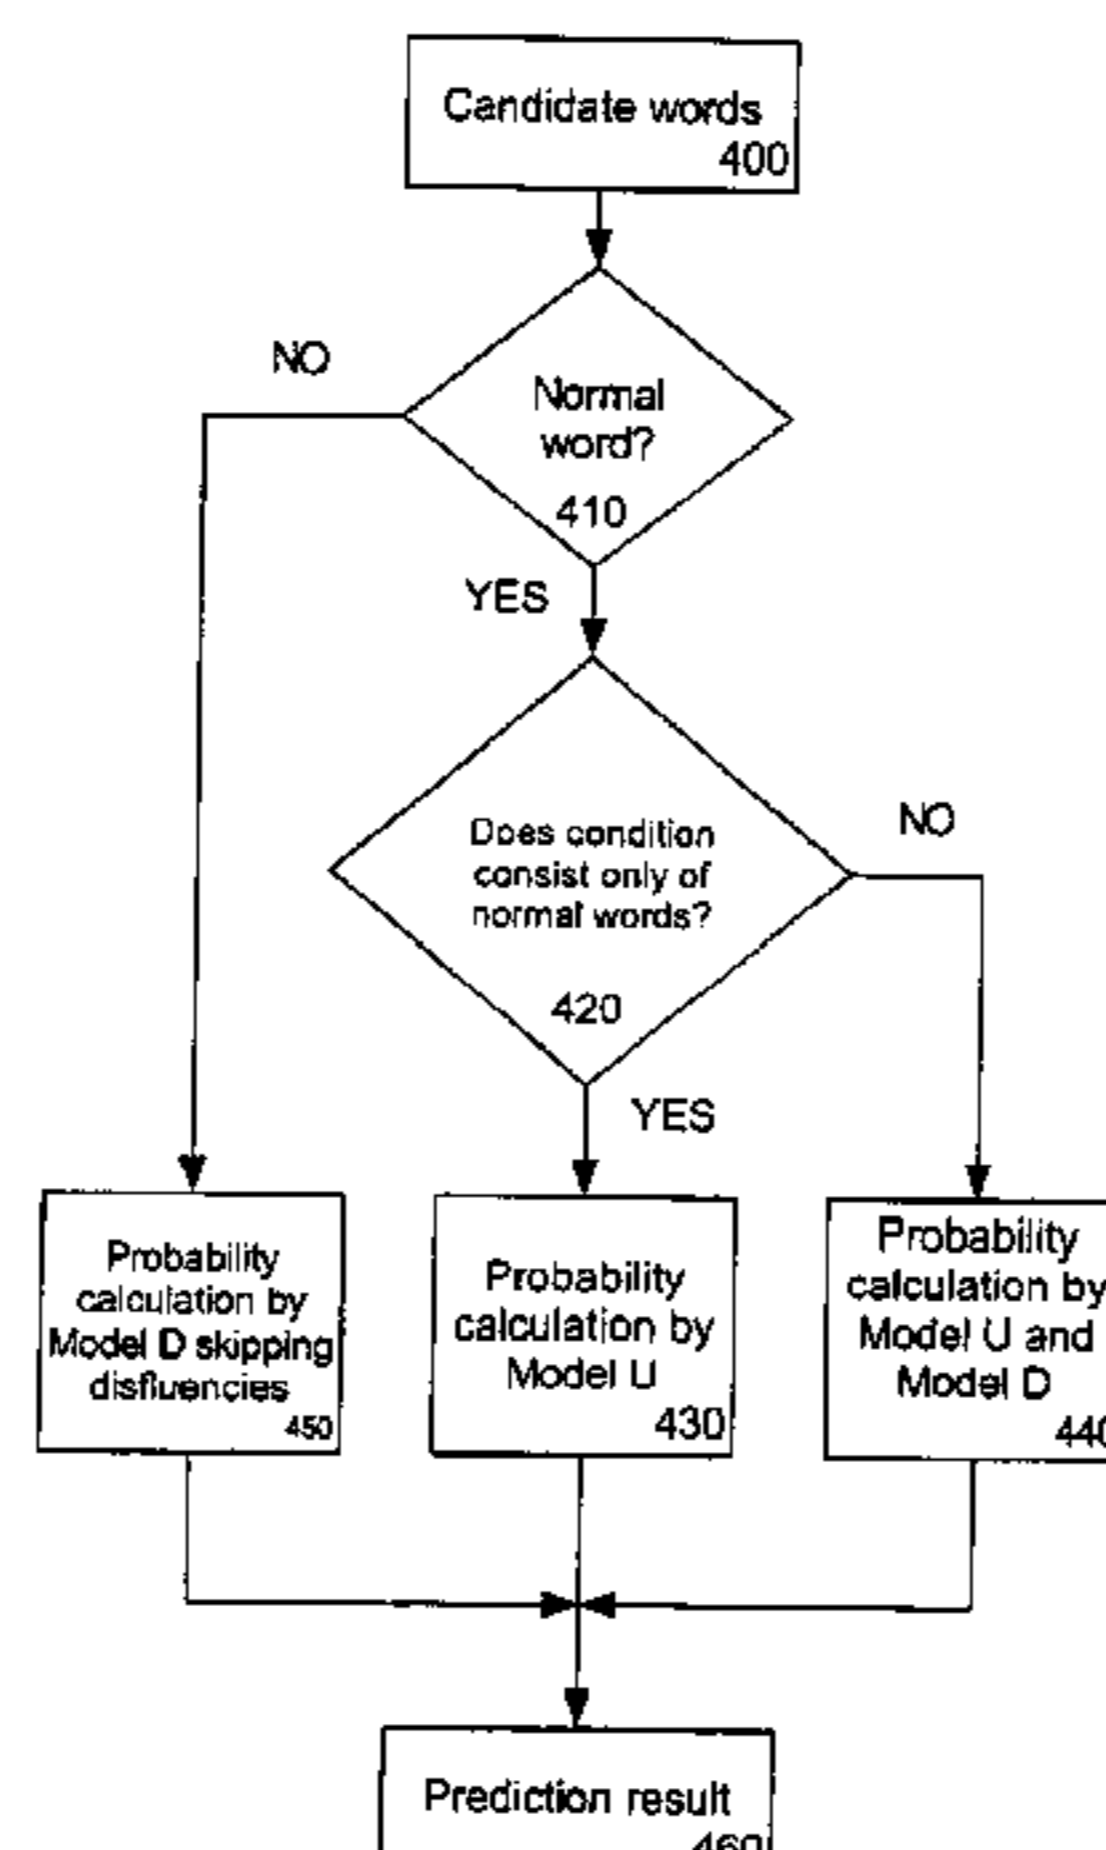 Candidate words
400
NO
Normal
word?
410
YES
Does condition
consist only of
normal words?
420
NO
YES
Probability
calculation by
Model D skipping
disfluencies
450
Probability
calculation by
Model U
430
Probability
calculation by
Model U and
Model D
440
Prediction result
460